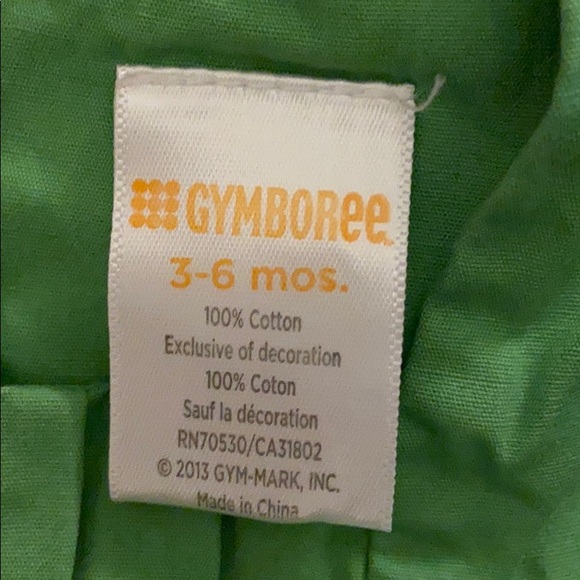 GYMBOREE
3-6 mos.
100% Cotton
Exclusive of decoration
100% Coton
Sauf la décoration
RN70530/CA31802
© 2013 GYM-MARK, INC.
Made in China